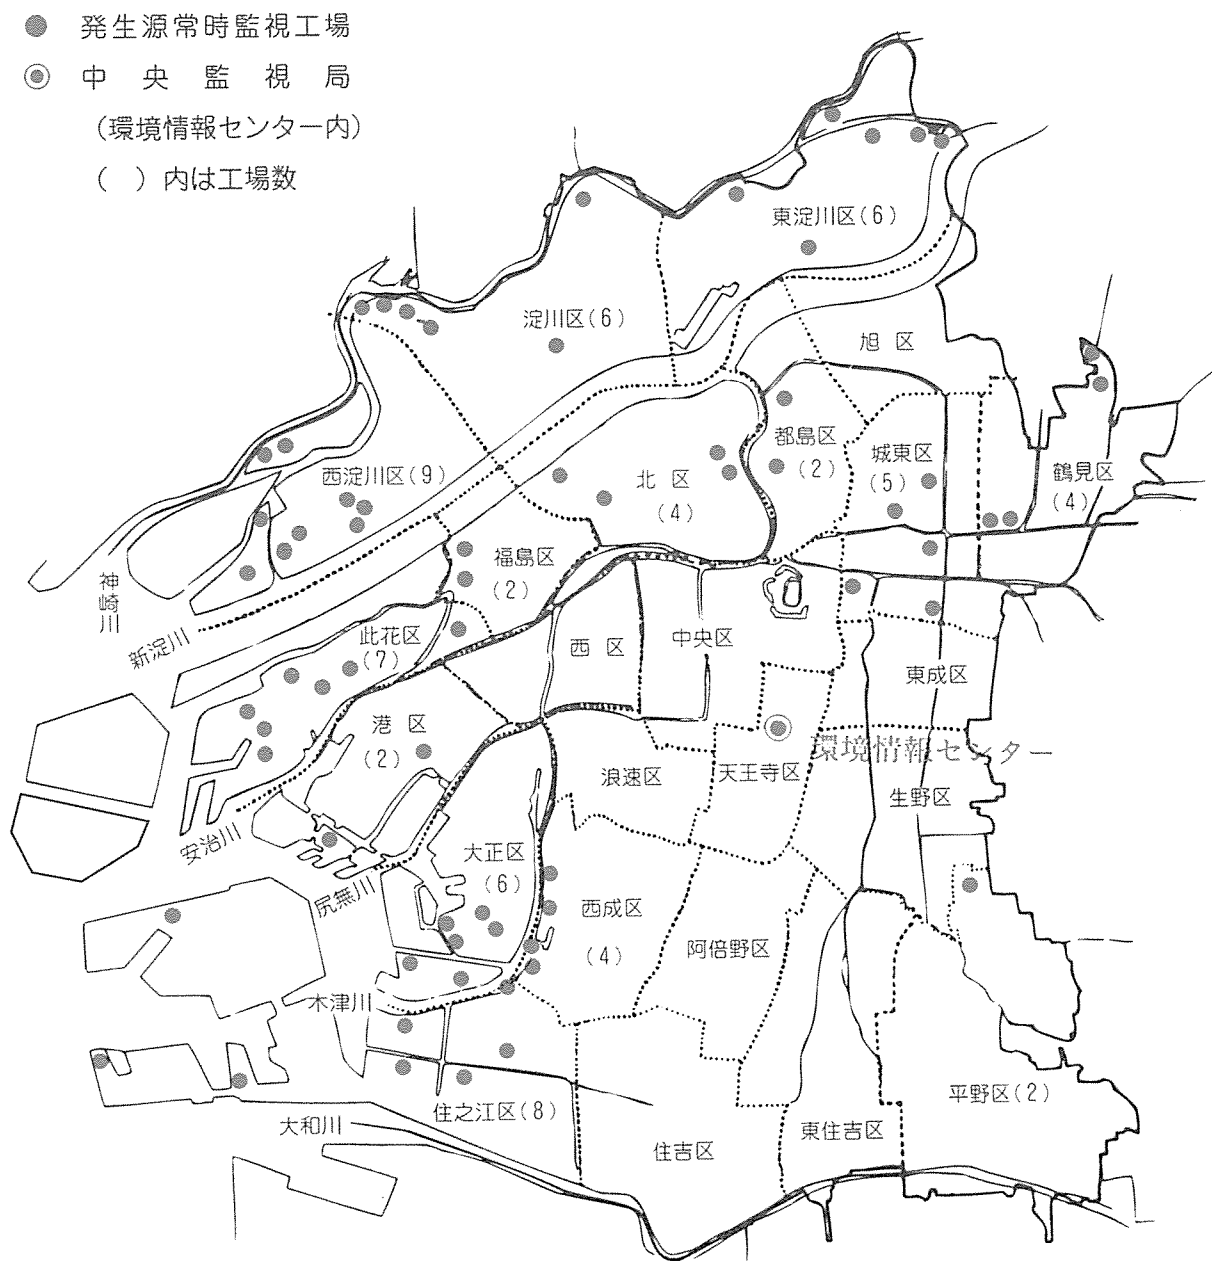 発生源常時監視工場
中央監視局
(環境情報センター内)
( )内は工場数
東淀川区(6)
淀川区(6)
旭区
都島区
(2)
城東区
(5)
鶴見区
(4)
西淀川区(9)
北区
(4)
福島区
(2)
神崎川
新淀川
此花区
(7)
西区
中央区
東成区
港区
(2)
環境情報センター
浪速区
天王寺区
生野区
安治川
大正区
(6)
尻無川
西成区
(4)
阿倍野区
木津川
住之江区(8)
平野区(2)
大和川
東住吉区
住吉区